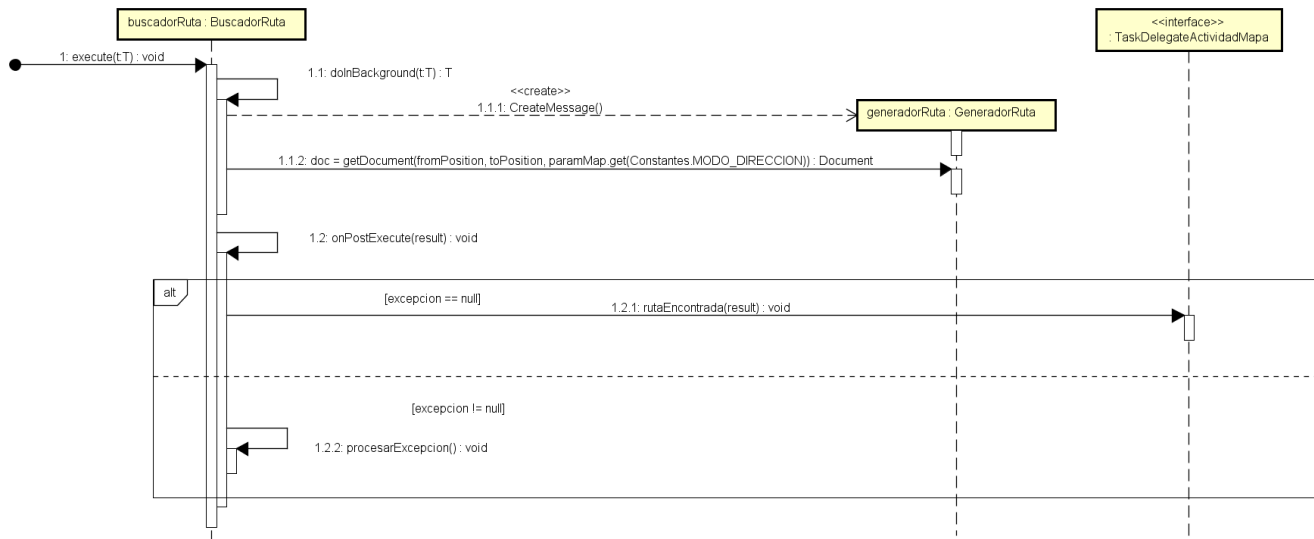 buscadorRuta : BuscadorRuta
<<interface>>
: TaskDelegateActividadMapa
1: execute(t:T) : void
1.1: doInBackground(t:T) : T
<<create>>
1.1.1: CreateMessage()
generadorRuta : GeneradorRuta
1.1.2: doc = getDocument(fromPosition, toPosition, paramMap.get(Constantes.MODO_DIRECCION)) : Document
1.2: onPostExecute(result) : void
alt
[excepcion == null]
1.2.1: rutaEncontrada(result) : void
[excepcion != null]
1.2.2: procesarExcepcion() : void